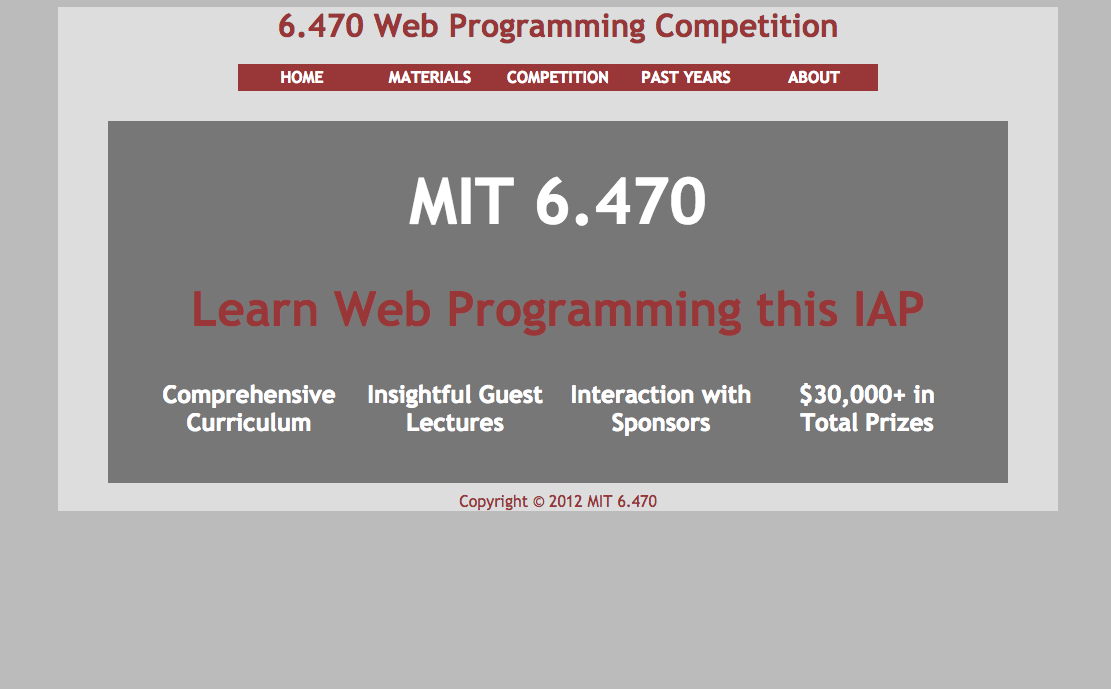 6.470 Web Programming Competition
HOME MATERIALS COMPETITION PAST YEARS ABOUT
MIT 6.470
Learn Web Programming this IAP
Comprehensive
Curriculum
Insightful Guest
Lectures
Interaction with
Sponsors
$30,000+ in
Total Prizes
Copyright © 2012 MIT 6.470